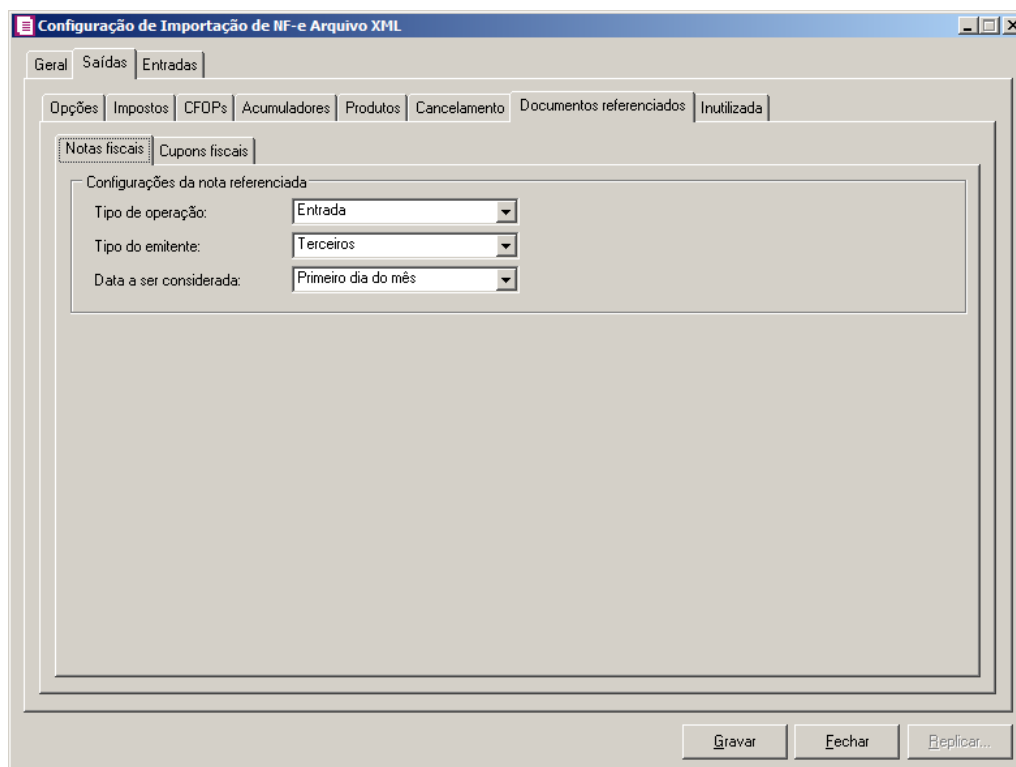 Configuração de Importação de NF-e Arquivo XML
Geral Saídas Entradas
Opções Impostos CFOPs Acumuladores Produtos Cancelamento Documentos referenciados Inutilizada
Notas fiscais Cupons fiscais
Configurações da nota referenciada
Tipo de operação: Entrada
Tipo do emitente: Terceiros
Data a ser considerada: Primeiro dia do mês
Gravar Fechar Replicar...